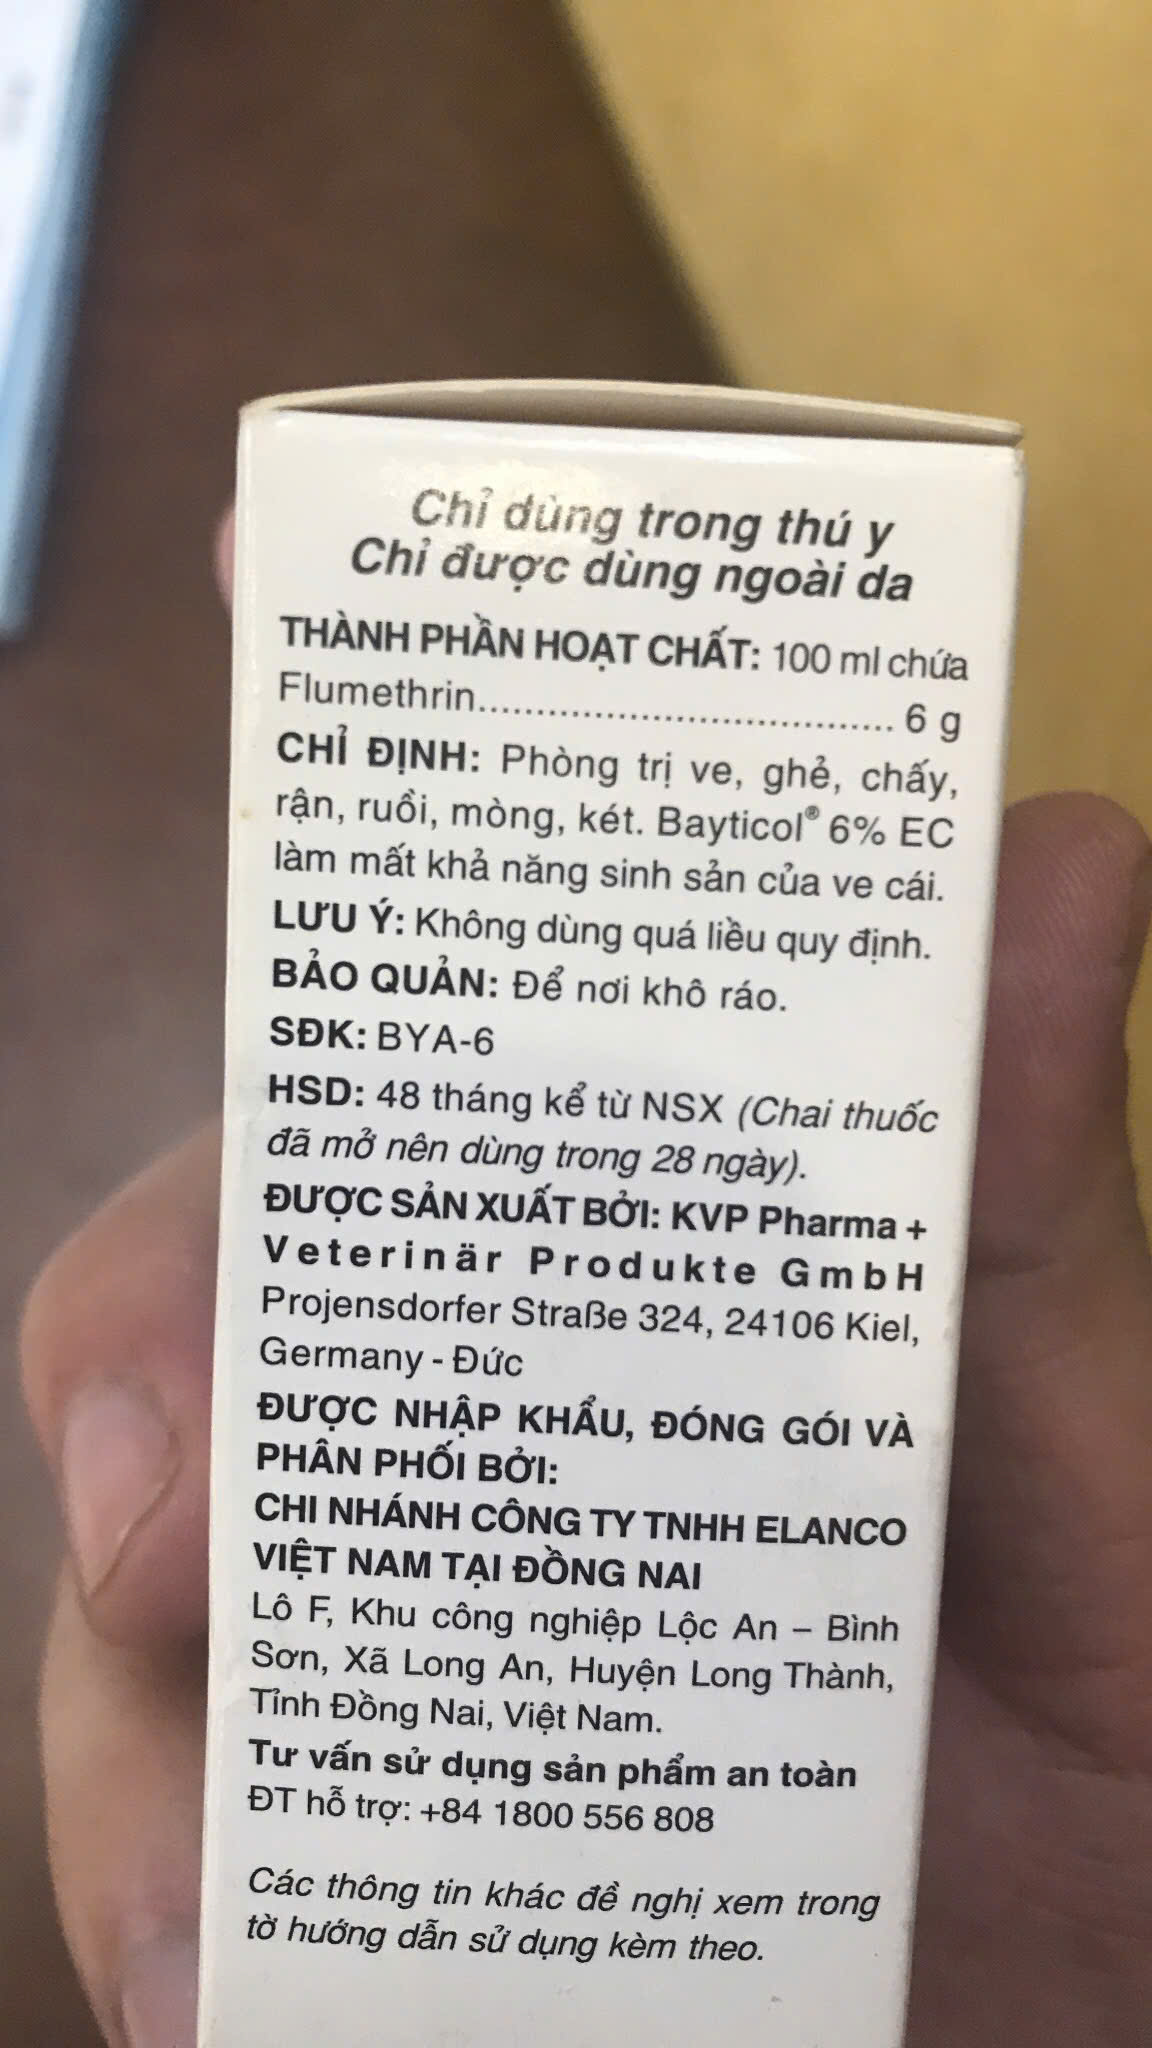 Chỉ dùng trong thú y
Chỉ được dùng ngoài da
THÀNH PHẦN HOẠT CHẤT: 100 ml chứa
Flumethrin.................................... 6 g
CHỈ ĐỊNH: Phòng trị ve, ghẻ, chấy,
rận, ruồi, mòng, két. Bayticol® 6% EC
làm mất khả năng sinh sản của ve cái.
LƯU Ý: Không dùng quá liều quy định.
BẢO QUẢN: Để nơi khô ráo.
SĐK: BYA-6
HSD: 48 tháng kể từ NSX (Chai thuốc
đã mở nên dùng trong 28 ngày).
ĐƯỢC SẢN XUẤT BỞI: KVP Pharma +
Veterinär Produkte GmbH
Projensdorfer Straße 324, 24106 Kiel,
Germany - Đức
ĐƯỢC NHẬP KHẨU, ĐÓNG GÓI VÀ
PHÂN PHỐI BỞI:
CHI NHÁNH CÔNG TY TNHH ELANCO
VIỆT NAM TẠI ĐỒNG NAI
Lô F, Khu công nghiệp Lộc An – Bình
Sơn, Xã Long An, Huyện Long Thành,
Tỉnh Đồng Nai, Việt Nam.
Tư vấn sử dụng sản phẩm an toàn
ĐT hỗ trợ: +84 1800 556 808
Các thông tin khác đề nghị xem trong
tờ hướng dẫn sử dụng kèm theo.